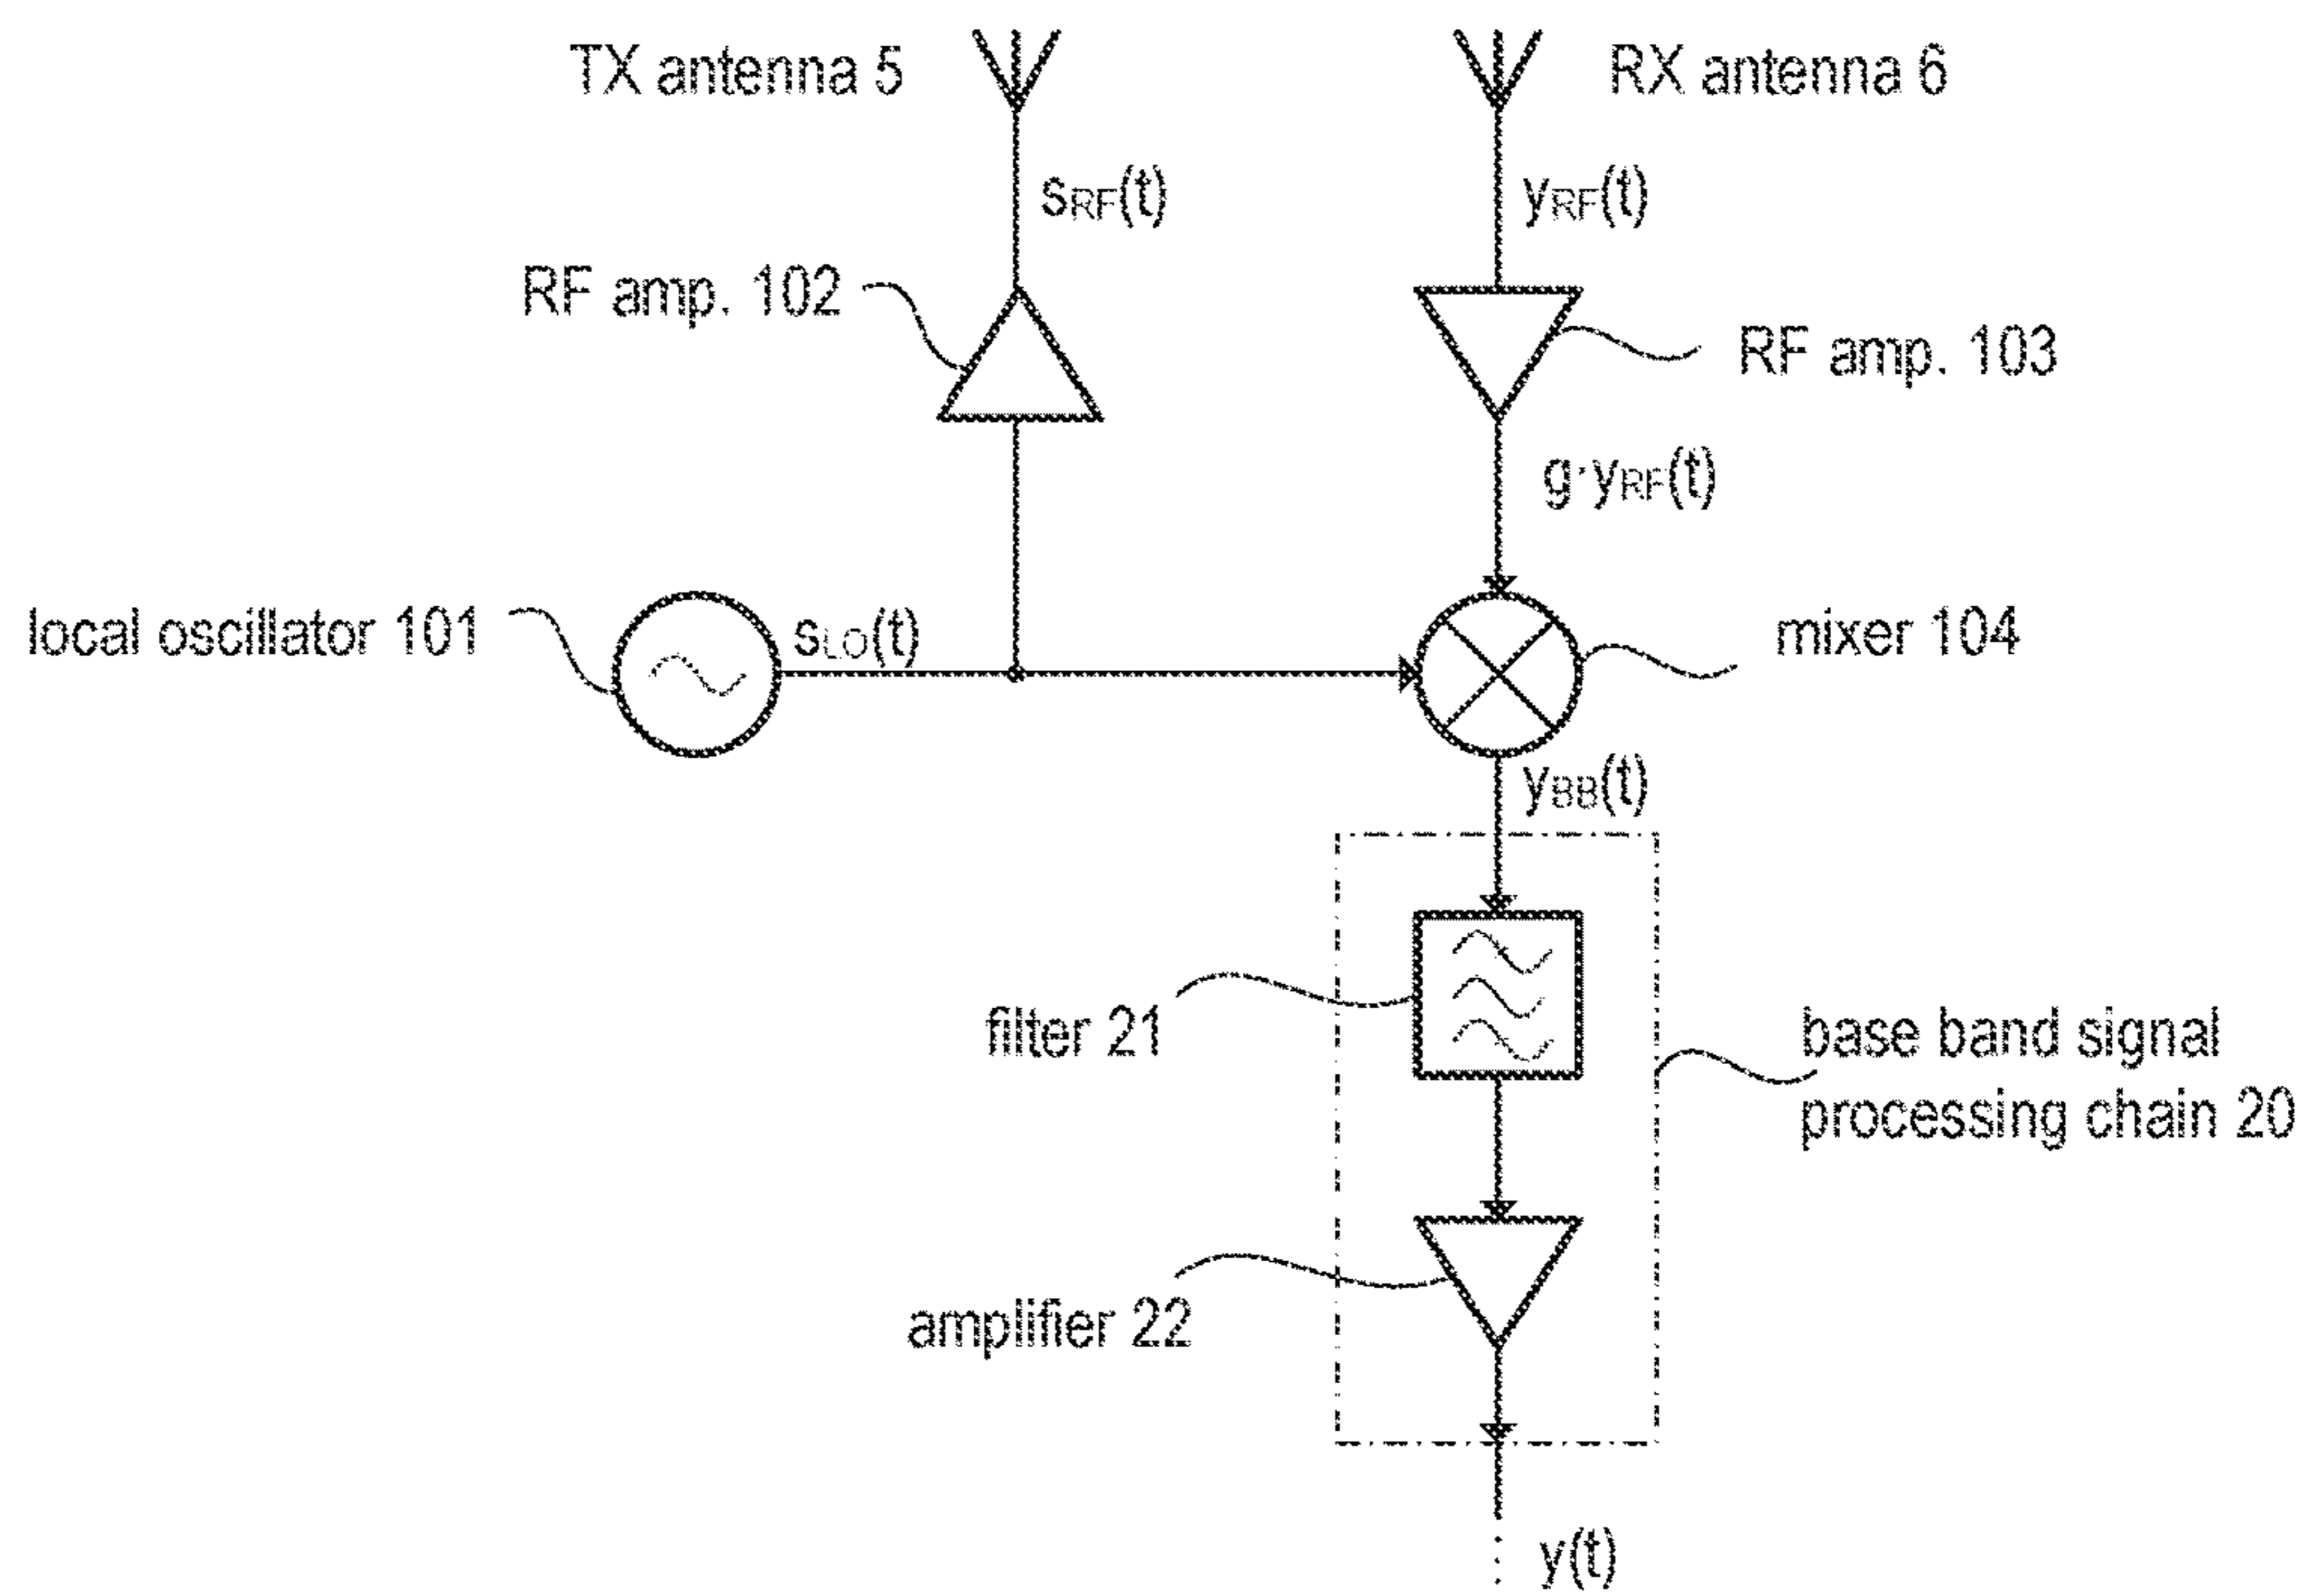 TX antenna 5
RX antenna 6
sRF(t)
yRF(t)
RF amp. 102
RF amp. 103
g·yRF(t)
local oscillator 101
sLO(t)
mixer 104
yBB(t)
filter 21
base band signal
processing chain 20
amplifier 22
y(t)